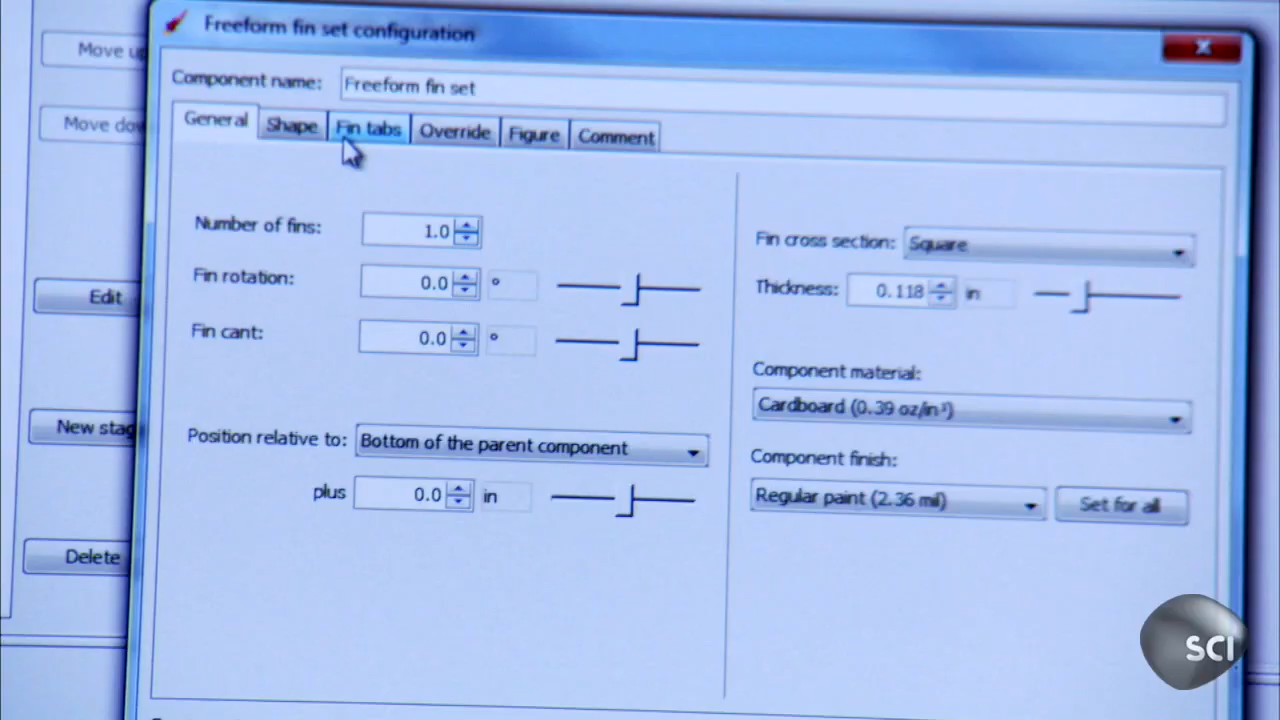 Freeform fin set configuration
Component name: Freeform fin set
General Shape Fin tabs Override Figure Comment
Number of fins: 1.0
Fin rotation: 0.0 °
Fin cant: 0.0 °
Position relative to: Bottom of the parent component
plus 0.0 in
Fin cross section: Square
Thickness: 0.118 in
Component material:
Cardboard (0.39 oz/in³)
Component finish:
Regular paint (2.36 mil) Set for all
Move up
Move dow
Edit
New stag
Delete
SCI